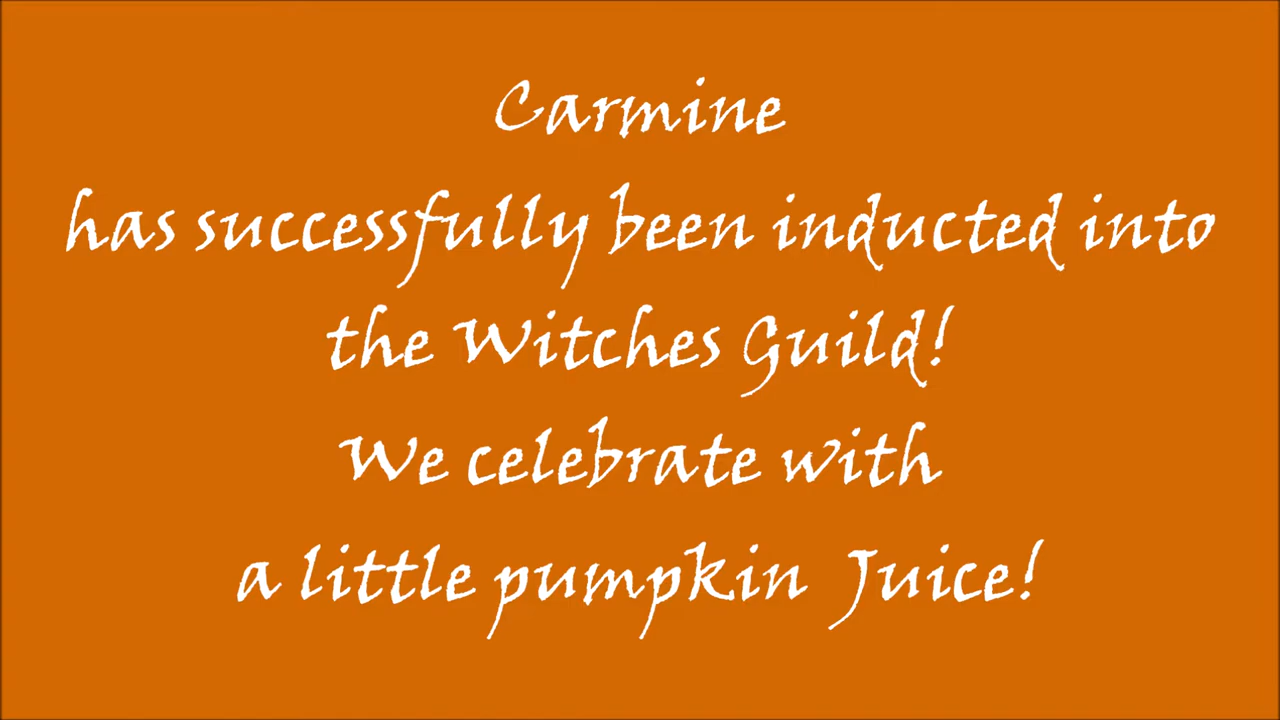 Carmine
has successfully been inducted into
the Witches Guild!
We celebrate with
a little pumpkin Juice!